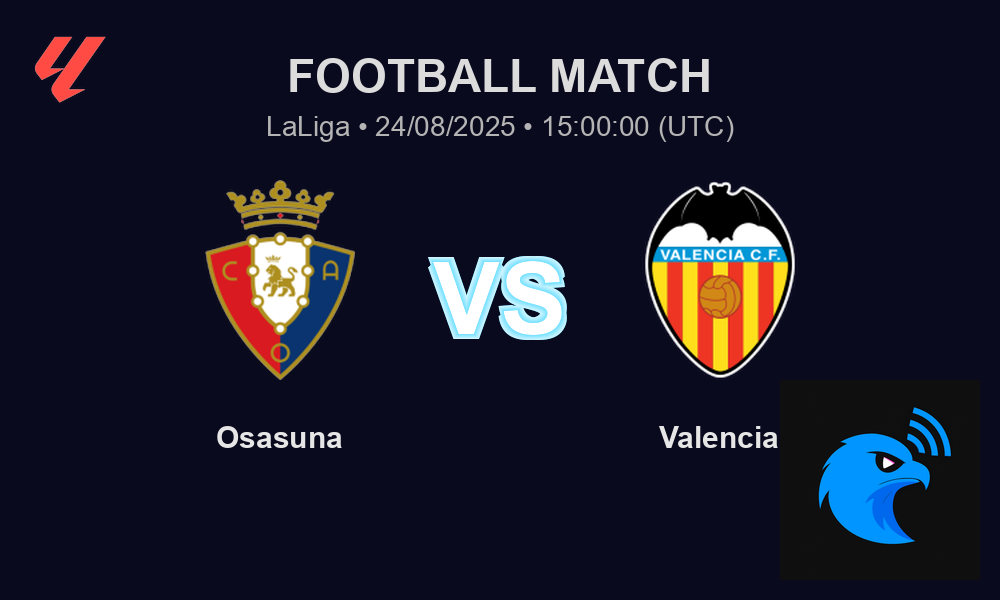 FOOTBALL MATCH
LaLiga • 24/08/2025 • 15:00:00 (UTC)
C A
O
VALENCIA C.F.
VS
Osasuna
Valencia